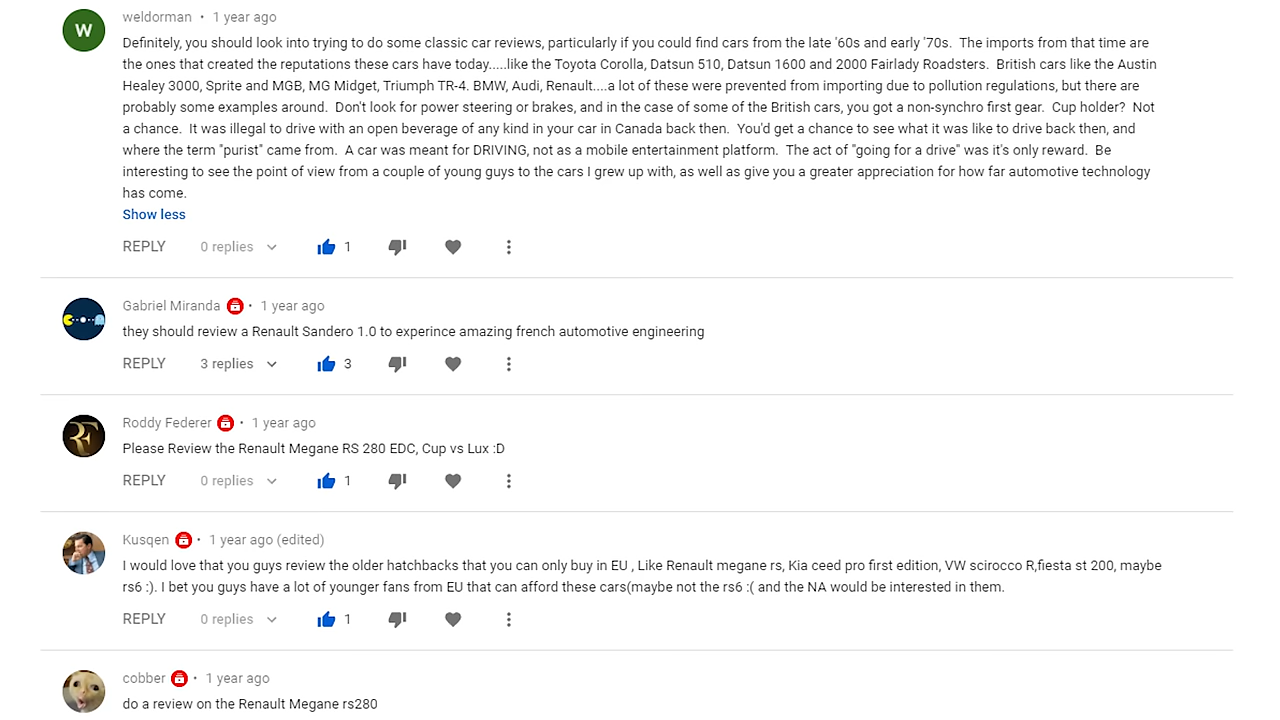 W
weldorman • 1 year ago
Definitely, you should look into trying to do some classic car reviews, particularly if you could find cars from the late '60s and early '70s.  The imports from that time are
the ones that created the reputations these cars have today.....like the Toyota Corolla, Datsun 510, Datsun 1600 and 2000 Fairlady Roadsters.  British cars like the Austin
Healey 3000, Sprite and MGB, MG Midget, Triumph TR-4. BMW, Audi, Renault....a lot of these were prevented from importing due to pollution regulations, but there are
probably some examples around.  Don't look for power steering or brakes, and in the case of some of the British cars, you got a non-synchro first gear.  Cup holder?  Not
a chance.  It was illegal to drive with an open beverage of any kind in your car in Canada back then.  You'd get a chance to see what it was like to drive back then, and
where the term "purist" came from.  A car was meant for DRIVING, not as a mobile entertainment platform.  The act of "going for a drive" was it's only reward.  Be
interesting to see the point of view from a couple of young guys to the cars I grew up with, as well as give you a greater appreciation for how far automotive technology
has come.
Show less
REPLY 0 replies 1
Gabriel Miranda • 1 year ago
they should review a Renault Sandero 1.0 to experince amazing french automotive engineering
REPLY 3 replies 3
RF
Roddy Federer • 1 year ago
Please Review the Renault Megane RS 280 EDC, Cup vs Lux :D
REPLY 0 replies 1
Kusqen • 1 year ago (edited)
I would love that you guys review the older hatchbacks that you can only buy in EU , Like Renault megane rs, Kia ceed pro first edition, VW scirocco R,fiesta st 200, maybe
rs6 :). I bet you guys have a lot of younger fans from EU that can afford these cars(maybe not the rs6 :( and the NA would be interested in them.
REPLY 0 replies 1
cobber • 1 year ago
do a review on the Renault Megane rs280